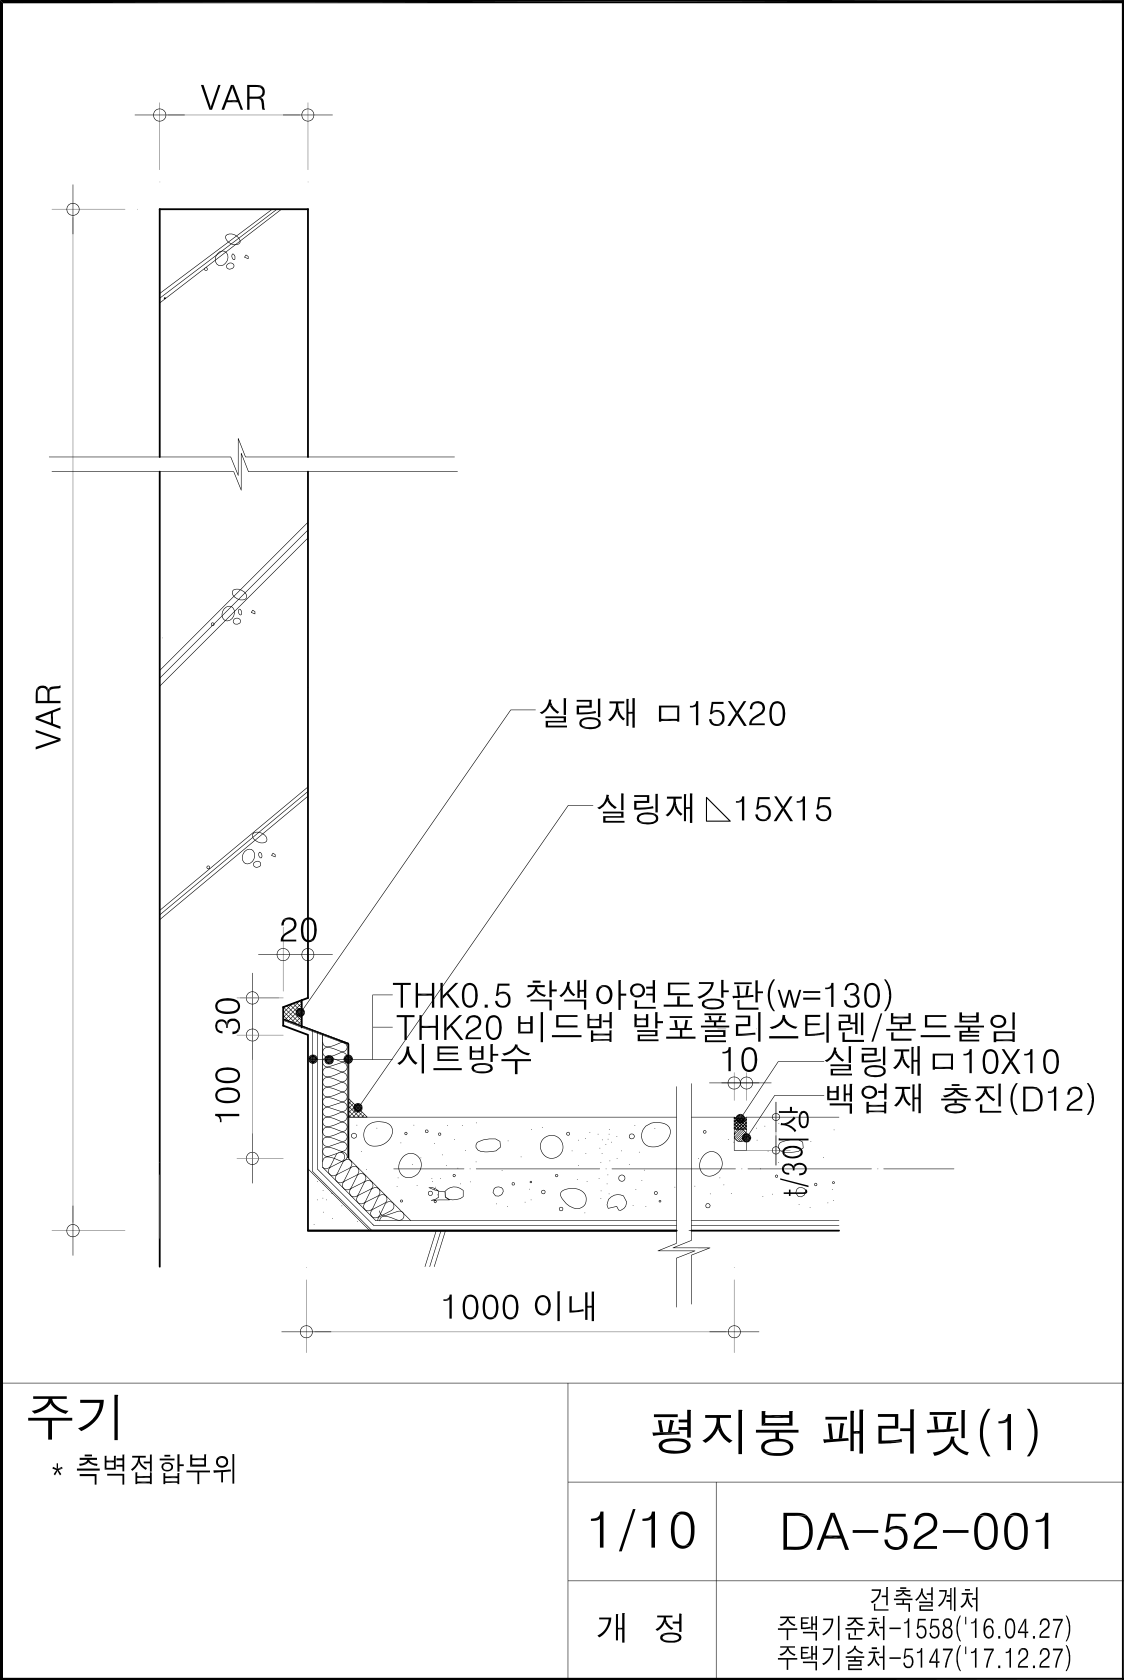 VAR
VAR
실링재 ㅁ15X20
실링재 ◺15X15
20
30
100
THK0.5 착색아연도강판(w=130)
THK20 비드법 발포폴리스티렌/본드붙임
시트방수
10
실링재ㅁ10X10
백업재 충진(D12)
t/3이상
1000 이내
주기
* 측벽접합부위
평지붕 패러핏(1)
1/10
DA-52-001
개 정
건축설계처
주택기준처-1558('16.04.27)
주택기술처-5147('17.12.27)